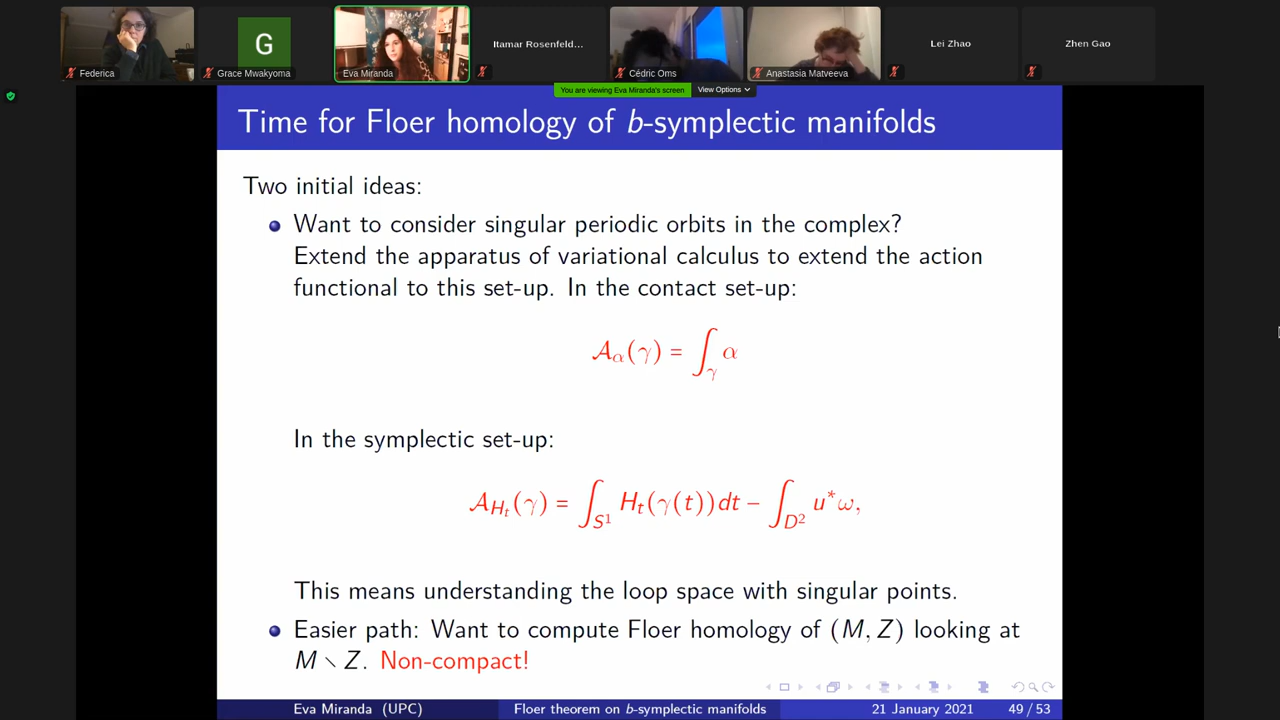 Federica
G
Grace Mwakyoma
Eva Miranda
Itamar Rosenfeld...
Cédric Oms
Anastasia Matveeva
Lei Zhao
Zhen Gao
You are viewing Eva Miranda's screen
View Options
Time for Floer homology of b-symplectic manifolds
Two initial ideas:
Want to consider singular periodic orbits in the complex?
Extend the apparatus of variational calculus to extend the action
functional to this set-up. In the contact set-up:
𝒜_α(γ) = ∫_γ α
In the symplectic set-up:
𝒜_{H_t}(γ) = ∫_{S^1} H_t(γ(t))dt − ∫_{D^2} u*ω,
This means understanding the loop space with singular points.
Easier path: Want to compute Floer homology of (M, Z) looking at
M ∖ Z. Non-compact!
Eva Miranda (UPC) Floer theorem on b-symplectic manifolds 21 January 2021 49 / 53